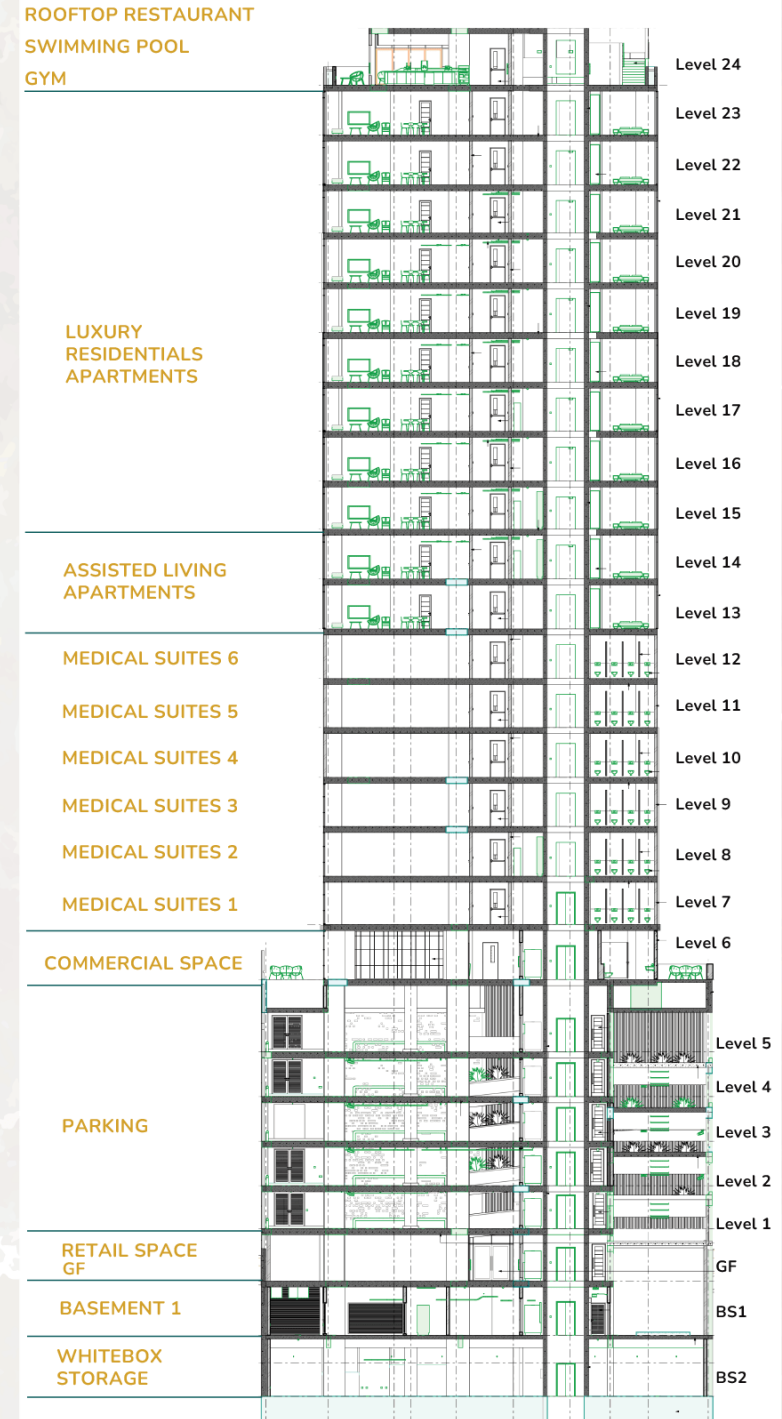 ROOFTOP RESTAURANT
SWIMMING POOL
GYM
Level 24
Level 23
Level 22
Level 21
Level 20
Level 19
LUXURY
RESIDENTIALS
APARTMENTS
Level 18
Level 17
Level 16
Level 15
ASSISTED LIVING
APARTMENTS
Level 14
Level 13
MEDICAL SUITES 6
Level 12
MEDICAL SUITES 5
Level 11
MEDICAL SUITES 4
Level 10
MEDICAL SUITES 3
Level 9
MEDICAL SUITES 2
Level 8
MEDICAL SUITES 1
Level 7
COMMERCIAL SPACE
Level 6
PARKING
Level 5
Level 4
Level 3
Level 2
Level 1
RETAIL SPACE
GF
GF
BASEMENT 1
BS1
WHITEBOX
STORAGE
BS2